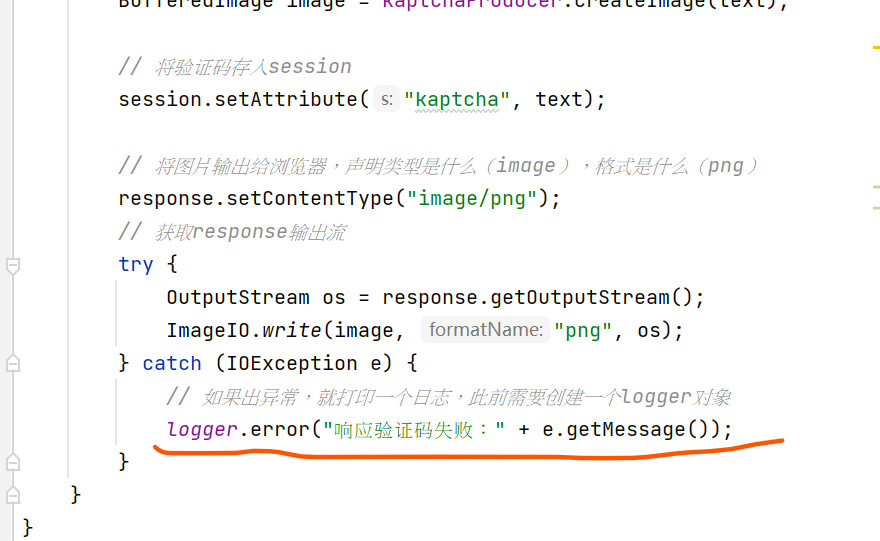 BufferedImage image = kaptchaProducer.createImage(text);
// 将验证码存入session
session.setAttribute( s: "kaptcha", text);
// 将图片输出给浏览器，声明类型是什么（image），格式是什么（png）
response.setContentType("image/png");
// 获取response输出流
try {
OutputStream os = response.getOutputStream();
ImageIO.write(image, formatName: "png", os);
} catch (IOException e) {
// 如果出异常，就打印一个日志，此前需要创建一个logger对象
logger.error("响应验证码失败：" + e.getMessage());
}
}
}